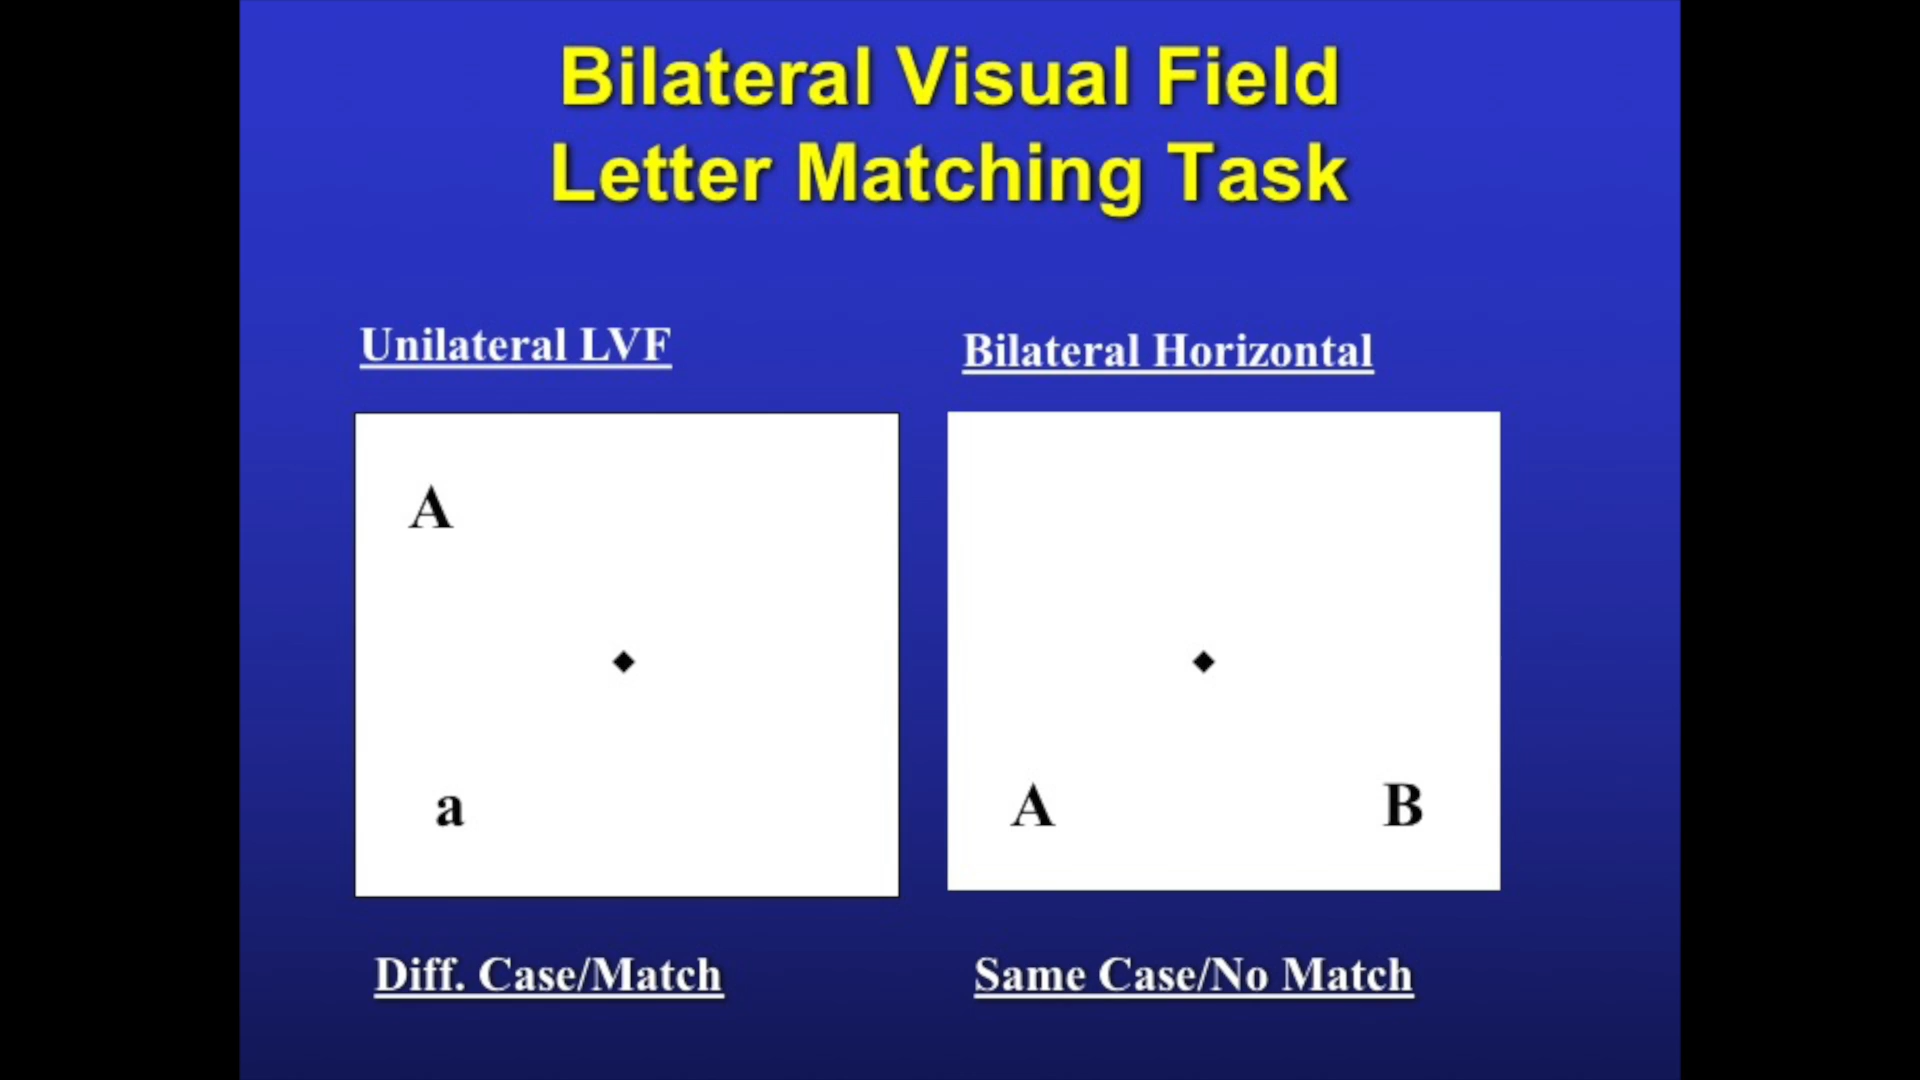 Bilateral Visual Field
Letter Matching Task
Unilateral LVF
A
a
Diff. Case/Match
Bilateral Horizontal
A B
Same Case/No Match